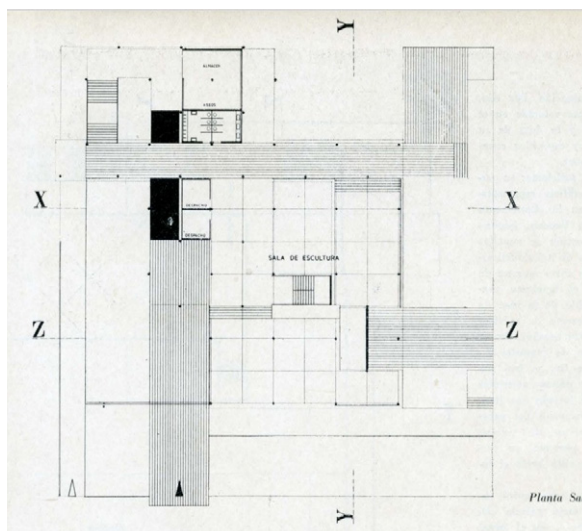 Y
ALMACEN
ASEOS
X
X
DESPACHO
DESPACHO
SALA DE ESCULTURA
Z
Z
Planta Sa
Y